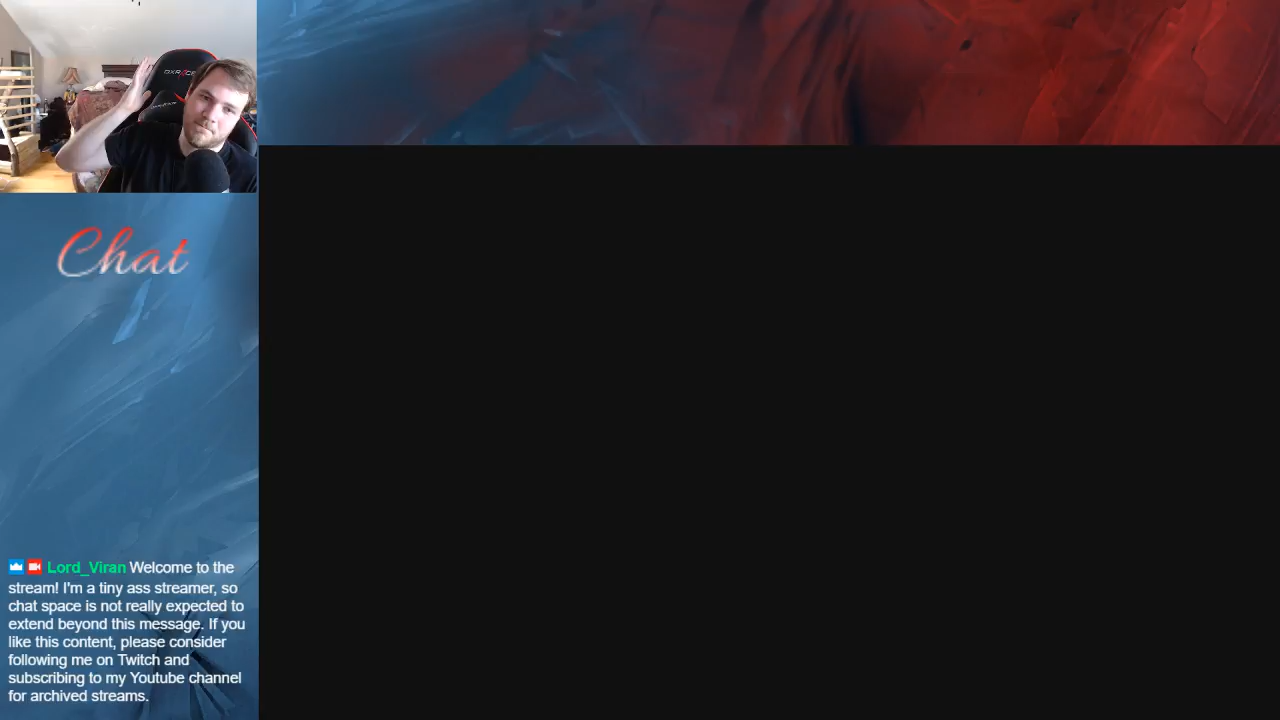 DXRACER
Chat
Lord_Viran Welcome to the
stream! I'm a tiny ass streamer, so
chat space is not really expected to
extend beyond this message. If you
like this content, please consider
following me on Twitch and
subscribing to my Youtube channel
for archived streams.